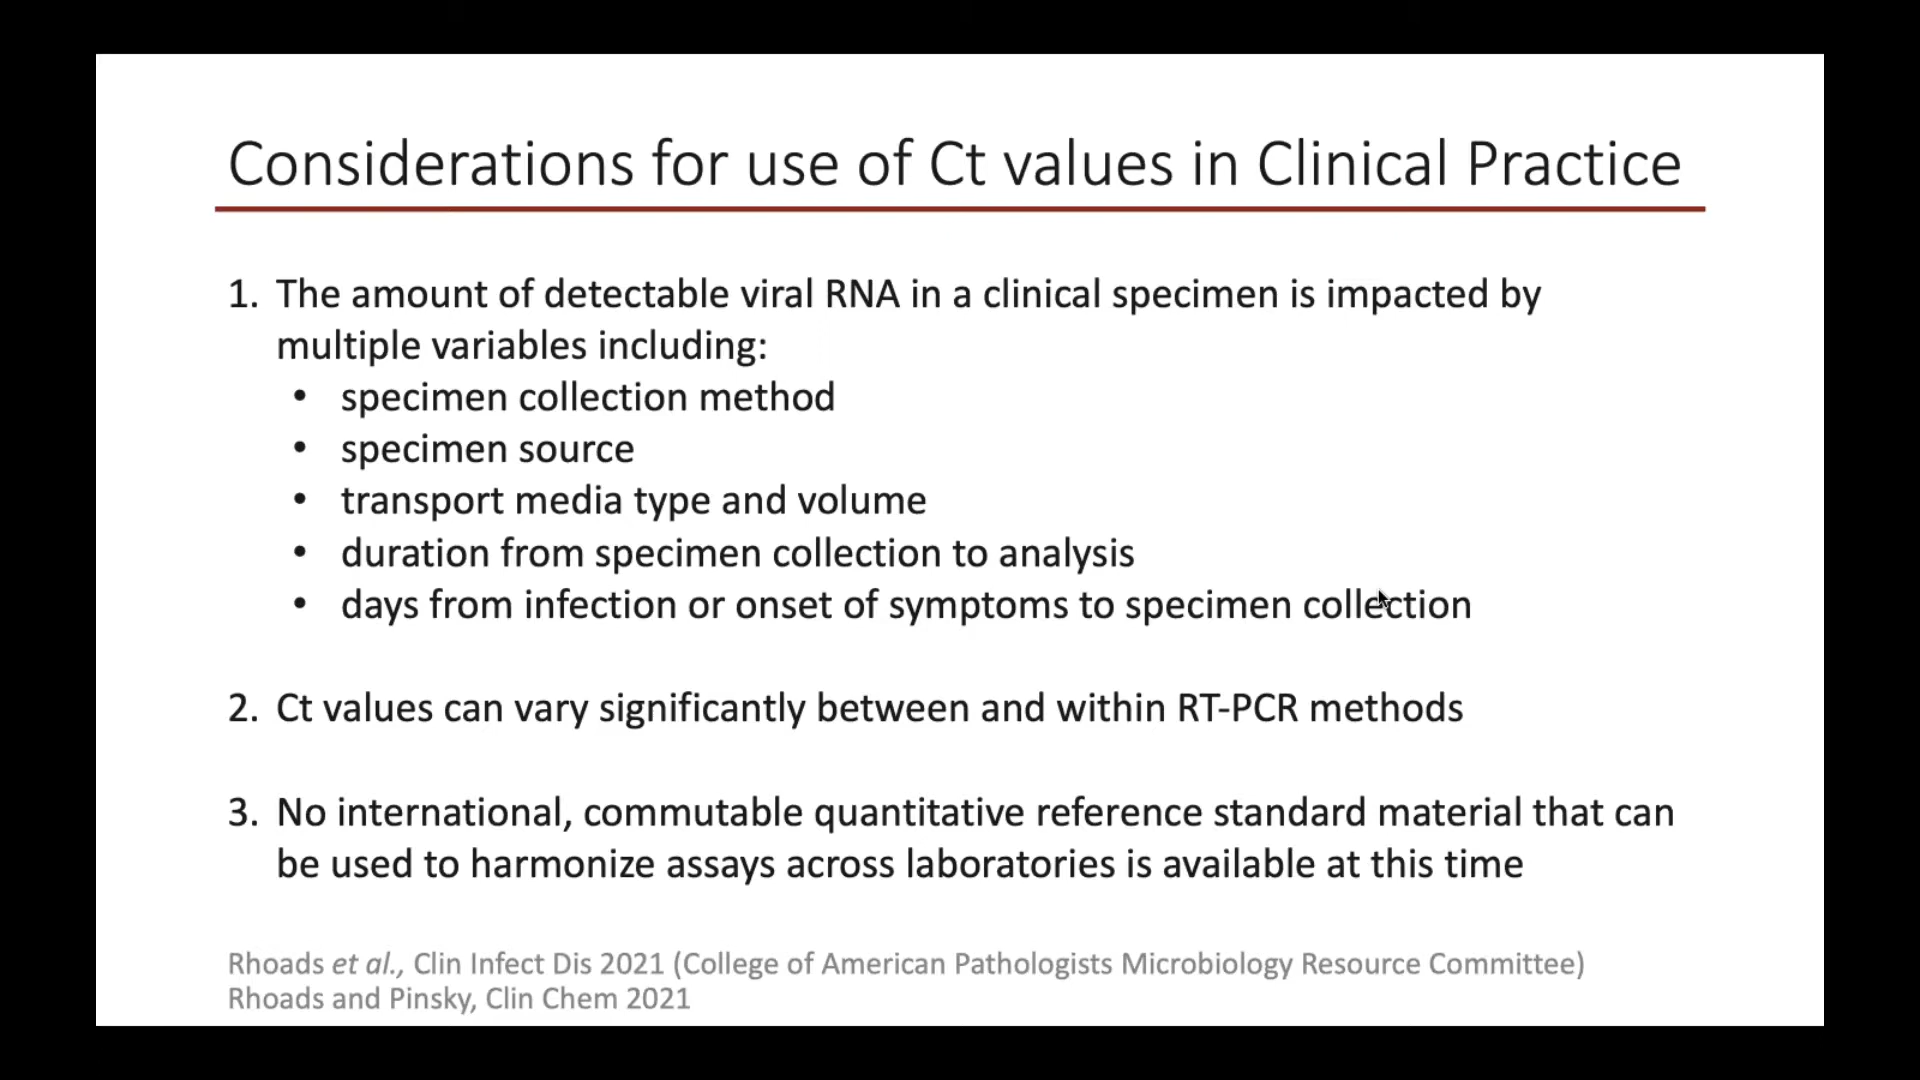 Considerations for use of Ct values in Clinical Practice
1. The amount of detectable viral RNA in a clinical specimen is impacted by
multiple variables including:
• specimen collection method
• specimen source
• transport media type and volume
• duration from specimen collection to analysis
• days from infection or onset of symptoms to specimen collection
2. Ct values can vary significantly between and within RT-PCR methods
3. No international, commutable quantitative reference standard material that can
be used to harmonize assays across laboratories is available at this time
Rhoads et al., Clin Infect Dis 2021 (College of American Pathologists Microbiology Resource Committee)
Rhoads and Pinsky, Clin Chem 2021